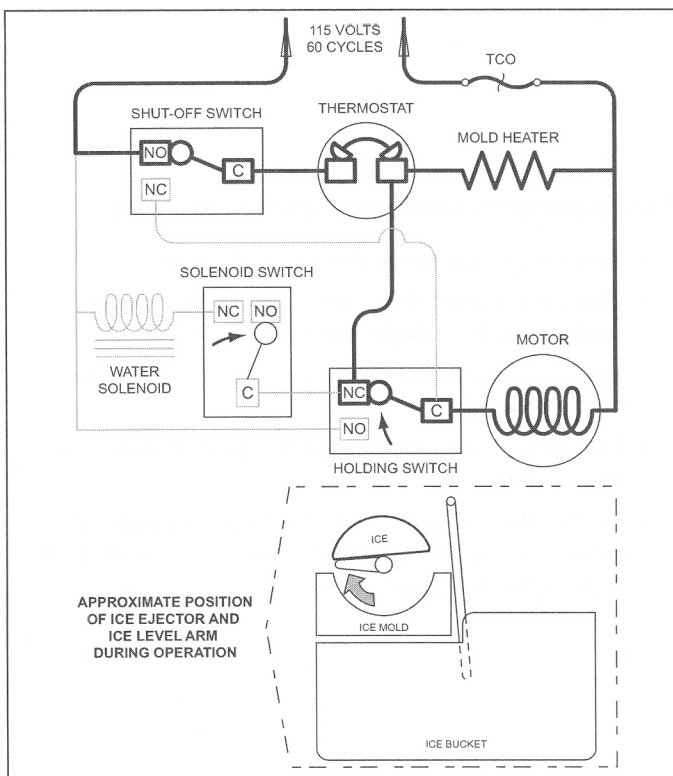 115 VOLTS
60 CYCLES
TCO
SHUT-OFF SWITCH
THERMOSTAT
MOLD HEATER
NO
C
NC
SOLENOID SWITCH
NC
NO
MOTOR
WATER
SOLENOID
C
NC
C
NO
HOLDING SWITCH
ICE
APPROXIMATE POSITION
OF ICE EJECTOR AND
ICE LEVEL ARM
DURING OPERATION
ICE MOLD
ICE BUCKET